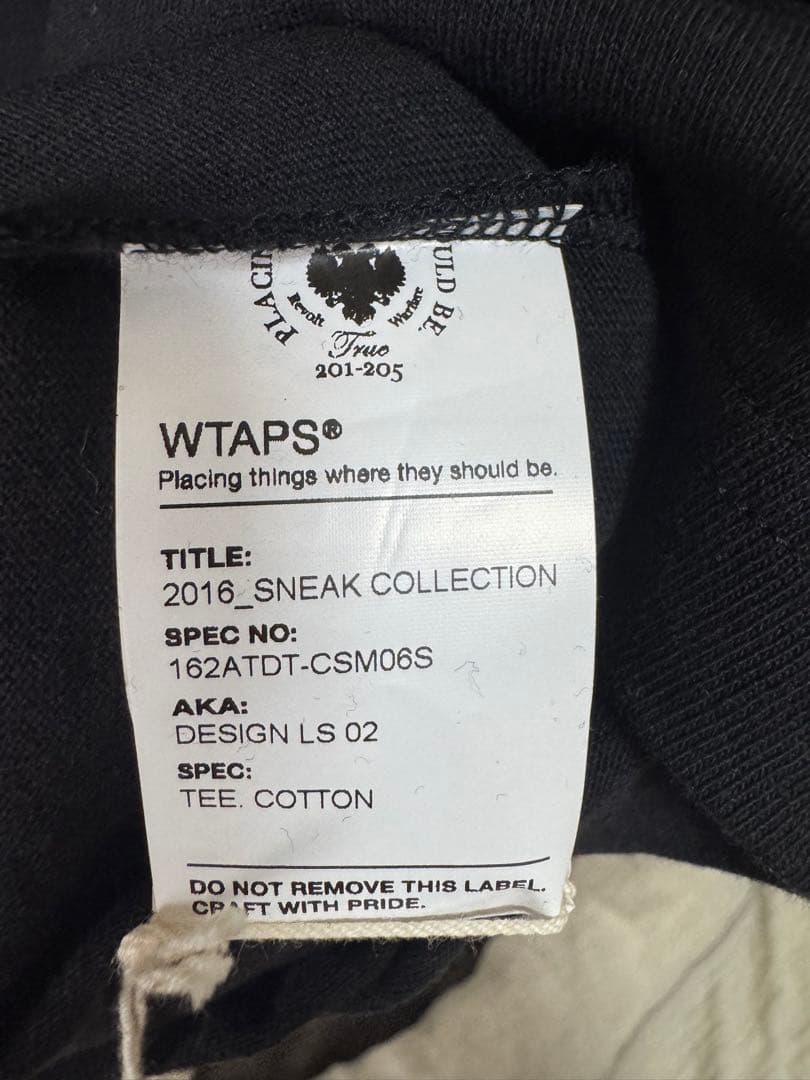 PLACIN
ULD BE.
Revolt
Warfare
True
201-205
WTAPS®
Placing things where they should be.
TITLE:
2016_SNEAK COLLECTION
SPEC NO:
162ATDT-CSM06S
AKA:
DESIGN LS 02
SPEC:
TEE. COTTON
DO NOT REMOVE THIS LABEL.
CRAFT WITH PRIDE.